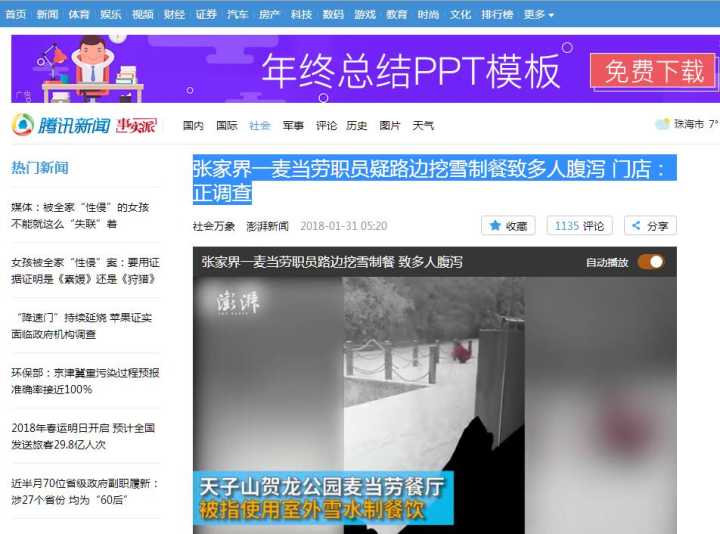 首页 新闻 体育 娱乐 视频 财经 证券 汽车 房产 科技 数码 游戏 教育 时尚 文化 排行榜 更多
年终总结PPT模板 免费下载
广告
腾讯新闻 事实派 国内 国际 社会 军事 评论 历史 图片 天气 珠海市 7°
热门新闻
媒体：被全家“性侵”的女孩
不能就这么“失联”着
女孩被全家“性侵”案：要用证
据证明是《素媛》还是《狩猎》
“降速门”持续延烧 苹果证实
面临政府机构调查
环保部：京津冀重污染过程预报
准确率接近100%
2018年春运明日开启 预计全国
发送旅客29.8亿人次
近半月70位省级政府副职履新：
涉27个省份 均为“60后”
张家界一麦当劳职员疑路边挖雪制餐致多人腹泻 门店：
正调查
社会万象 澎湃新闻 2018-01-31 05:20 收藏 1135 评论 分享
张家界一麦当劳职员路边挖雪制餐 致多人腹泻 自动播放
澎湃
天子山贺龙公园麦当劳餐厅
被指使用室外雪水制餐饮